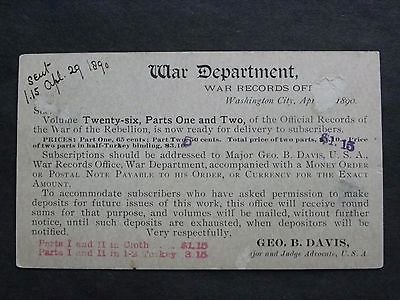 sent
1.15 Apl. 29 1890
War Department,
WAR RECORDS OFFI
Washington City, Apr 1890.
Si
Volume Twenty-six, Parts One and Two, of the Official Records of
the War of the Rebellion, is now ready for delivery to subscribers.
PRICES: Part One, 65 cents; Part Two, 50 cents. Total price of two parts, $1.15 Price
of two parts in half-Turkey binding, $3.15
Subscriptions should be addressed to Major GEO. B. DAVIS, U. S. A.,
War Records Office, War Department, accompanied with a MONEY ORDER
OR POSTAL NOTE PAYABLE TO HIS ORDER, OR CURRENCY FOR THE EXACT
AMOUNT.
To accommodate subscribers who have asked permission to make
deposits for future issues of this work, this office will receive round
sums for that purpose, and volumes will be mailed, without further
notice, until such deposits are exhausted, when depositors will be
notified.
Very respectfully,
GEO. B. DAVIS,
Major and Judge Advocate, U. S. A.
Parts I and II in Cloth . . . $1.15
Parts I and II in 1-2 Turkey 3.15